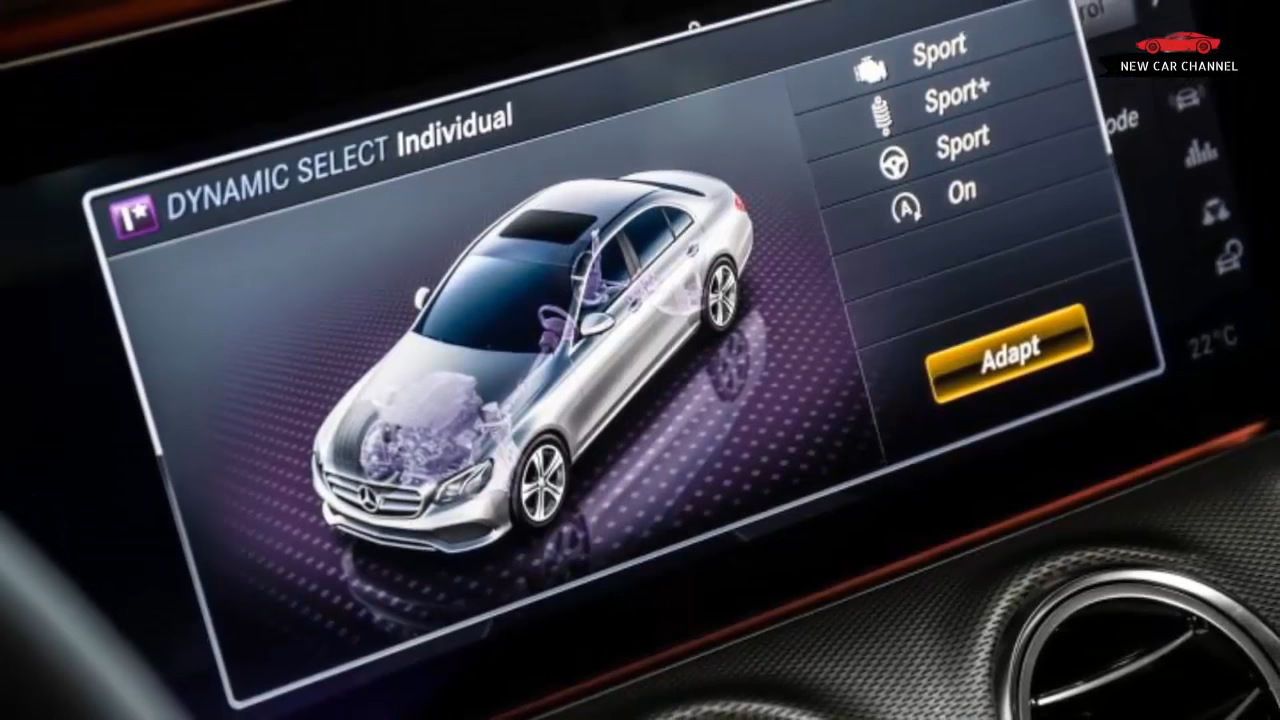 DYNAMIC SELECT Individual
Sport
Sport+
Sport
A On
Adapt
22°C
NEW CAR CHANNEL